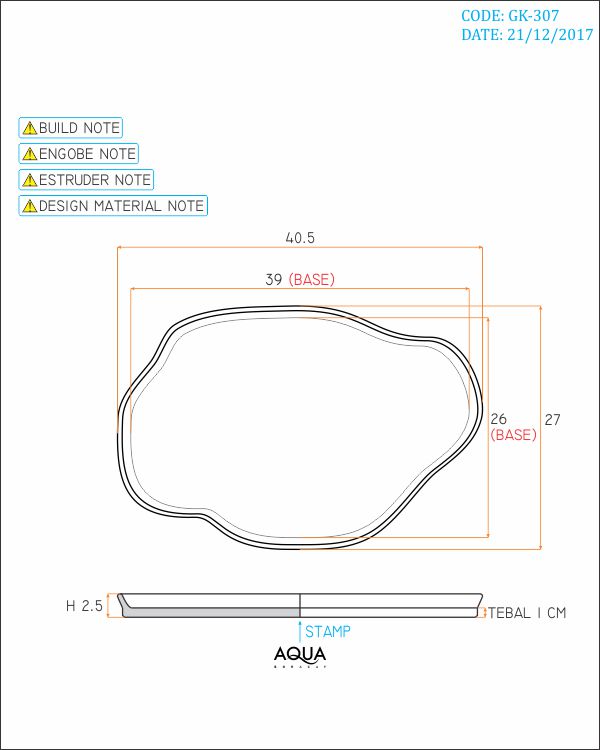 CODE: GK-307
DATE: 21/12/2017
BUILD NOTE
ENGOBE NOTE
ESTRUDER NOTE
DESIGN MATERIAL NOTE
40.5
39 (BASE)
26
(BASE)
27
H 2.5
TEBAL 1 CM
STAMP
AQUA